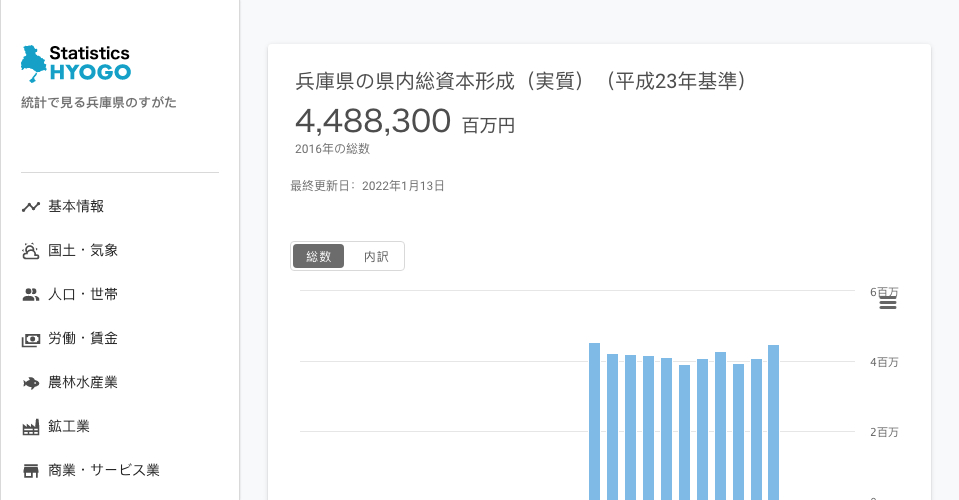 Statistics
HYOGO
統計で見る兵庫県のすがた
基本情報
国土・気象
人口・世帯
労働・賃金
農林水産業
鉱工業
商業・サービス業
兵庫県の県内総資本形成（実質）（平成23年基準）
4,488,300 百万円
2016年の総数
最終更新日：2022年1月13日
総数 内訳
6百万
4百万
2百万